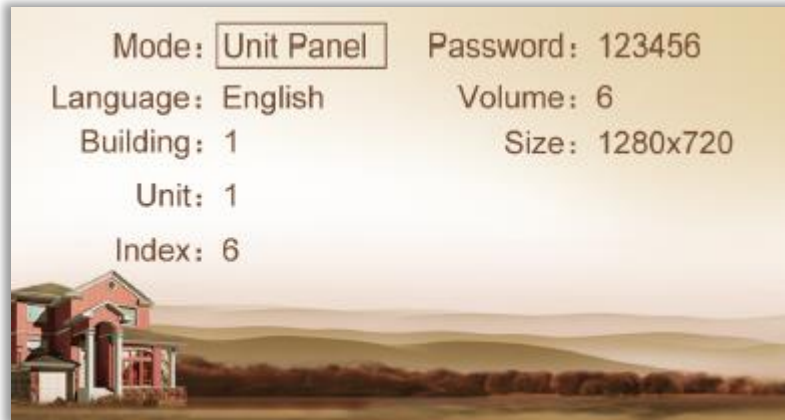 Mode: Unit Panel
Language: English
Building: 1
Unit: 1
Index: 6
Password: 123456
Volume: 6
Size: 1280x720